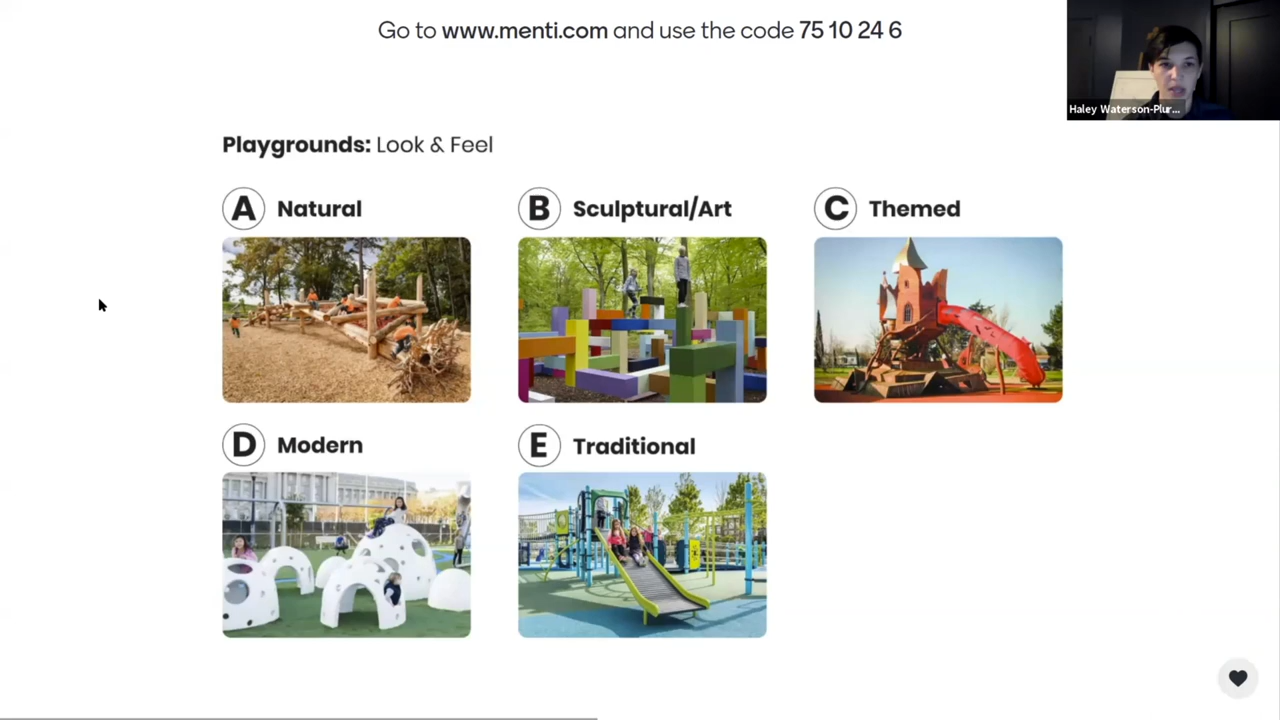 Go to www.menti.com and use the code 75 10 24 6
Haley Waterson-Plur...
Playgrounds: Look & Feel
A Natural
B Sculptural/Art
C Themed
D Modern
E Traditional